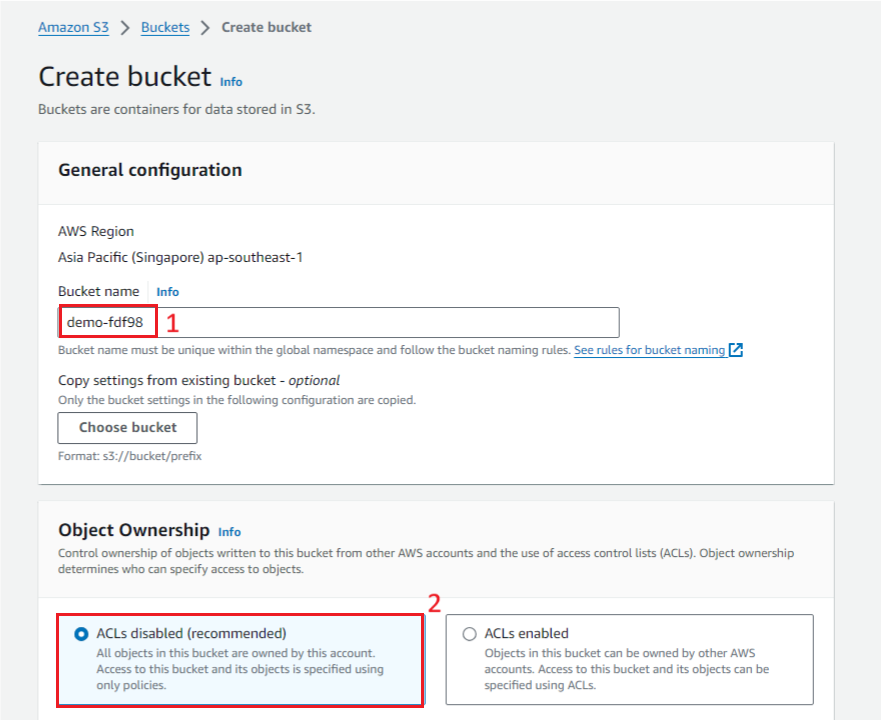 Amazon S3 > Buckets > Create bucket
Create bucket Info
Buckets are containers for data stored in S3.
General configuration
AWS Region
Asia Pacific (Singapore) ap-southeast-1
Bucket name Info
demo-fdf98 1
Bucket name must be unique within the global namespace and follow the bucket naming rules. See rules for bucket naming
Copy settings from existing bucket - optional
Only the bucket settings in the following configuration are copied.
Choose bucket
Format: s3://bucket/prefix
Object Ownership Info
Control ownership of objects written to this bucket from other AWS accounts and the use of access control lists (ACLs). Object ownership
determines who can specify access to objects.
2
ACLs disabled (recommended)
All objects in this bucket are owned by this account.
Access to this bucket and its objects is specified using
only policies.
ACLs enabled
Objects in this bucket can be owned by other AWS
accounts. Access to this bucket and its objects can be
specified using ACLs.